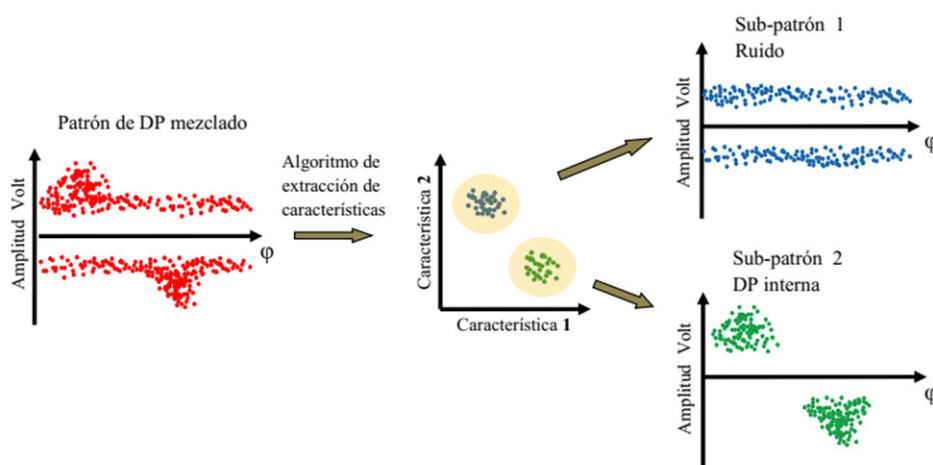 Patrón de DP mezclado
Amplitud Volt
φ
Algoritmo de
extracción de
características
Característica 2
Característica 1
Sub-patrón 1
Ruido
Amplitud Volt
φ
Sub-patrón 2
DP interna
Amplitud Volt
φ